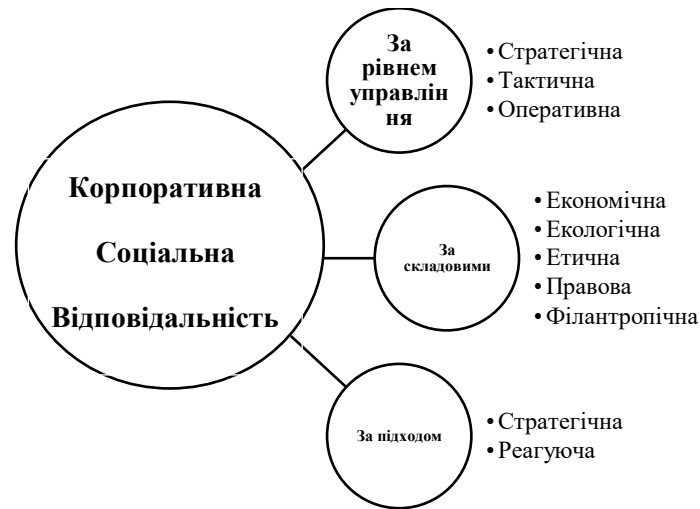 Корпоративна
Соціальна
Відповідальність
За
рівнем
управлін
ня
• Стратегічна
• Тактична
• Оперативна
За
складовими
• Економічна
• Екологічна
• Етична
• Правова
• Філантропічна
За підходом
• Стратегічна
• Реагуюча